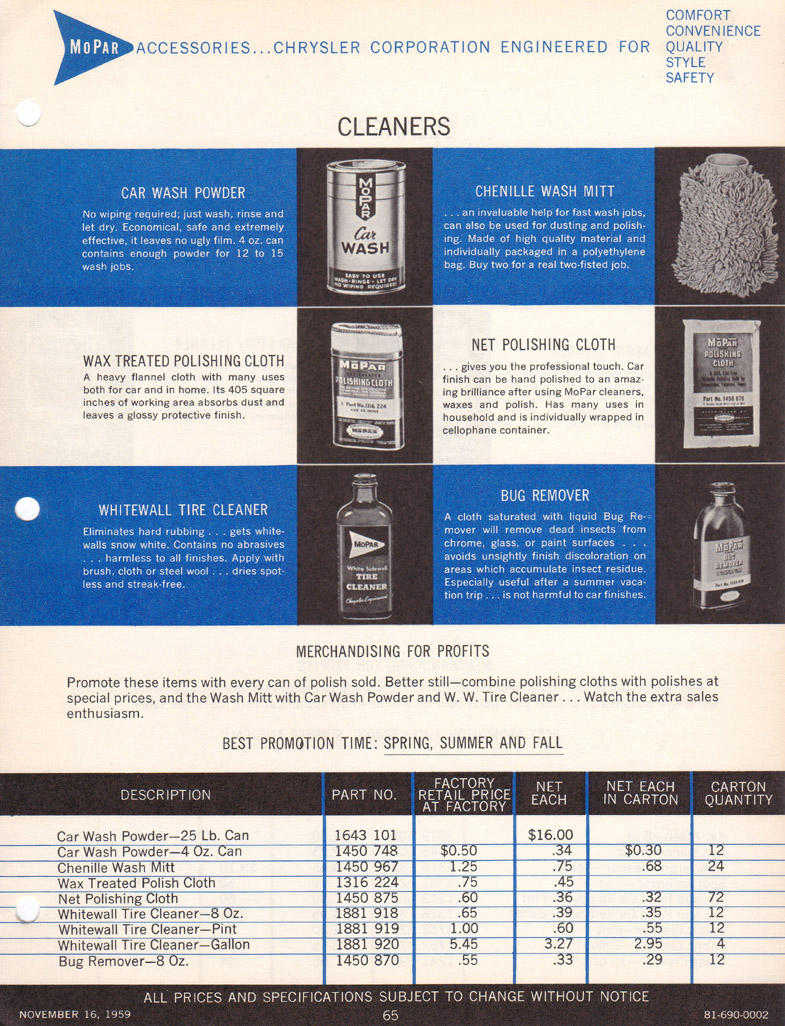 MOPAR ACCESSORIES...CHRYSLER CORPORATION ENGINEERED FOR
COMFORT
CONVENIENCE
QUALITY
STYLE
SAFETY
CLEANERS
CAR WASH POWDER
No wiping required; just wash, rinse and
let dry. Economical, safe and extremely
effective, it leaves no ugly film. 4 oz. can
contains enough powder for 12 to 15
wash jobs.
MOPAR
Car
WASH
EASY TO USE
WASH • RINSE • LET DRY
NO WIPING REQUIRED!
CHENILLE WASH MITT
. . . an invaluable help for fast wash jobs,
can also be used for dusting and polish-
ing. Made of high quality material and
individually packaged in a polyethylene
bag. Buy two for a real two-fisted job.
WAX TREATED POLISHING CLOTH
A heavy flannel cloth with many uses
both for car and in home. Its 405 square
inches of working area absorbs dust and
leaves a glossy protective finish.
MOPAR
POLISHING CLOTH
1 Part No. 1316 224
NET POLISHING CLOTH
. . . gives you the professional touch. Car
finish can be hand polished to an amaz-
ing brilliance after using MoPar cleaners,
waxes and polish. Has many uses in
household and is individually wrapped in
cellophane container.
MOPAR
POLISHING
CLOTH
Part No. 1450 875
WHITEWALL TIRE CLEANER
Eliminates hard rubbing . . . gets white-
walls snow white. Contains no abrasives
. . . harmless to all finishes. Apply with
brush, cloth or steel wool . . . dries spot-
less and streak-free.
MOPAR
White Sidewall
TIRE
CLEANER
Chrysler Engineered
BUG REMOVER
A cloth saturated with liquid Bug Re-
mover will remove dead insects from
chrome, glass, or paint surfaces . . . .
avoids unsightly finish discoloration on
areas which accumulate insect residue.
Especially useful after a summer vaca-
tion trip . . . is not harmful to car finishes.
MOPAR
BUG
REMOVER
MERCHANDISING FOR PROFITS
Promote these items with every can of polish sold. Better still—combine polishing cloths with polishes at
special prices, and the Wash Mitt with Car Wash Powder and W. W. Tire Cleaner . . . Watch the extra sales
enthusiasm.
BEST PROMOTION TIME: SPRING, SUMMER AND FALL
DESCRIPTION PART NO. FACTORY RETAIL PRICE AT FACTORY NET EACH NET EACH IN CARTON CARTON QUANTITY
Car Wash Powder—25 Lb. Can 1643 101 $16.00
Car Wash Powder—4 Oz. Can 1450 748 $0.50 .34 $0.30 12
Chenille Wash Mitt 1450 967 1.25 .75 .68 24
Wax Treated Polish Cloth 1316 224 .75 .45
Net Polishing Cloth 1450 875 .60 .36 .32 72
Whitewall Tire Cleaner—8 Oz. 1881 918 .65 .39 .35 12
Whitewall Tire Cleaner—Pint 1881 919 1.00 .60 .55 12
Whitewall Tire Cleaner—Gallon 1881 920 5.45 3.27 2.95 4
Bug Remover—8 Oz. 1450 870 .55 .33 .29 12
ALL PRICES AND SPECIFICATIONS SUBJECT TO CHANGE WITHOUT NOTICE
NOVEMBER 16, 1959 65 81-690-0002